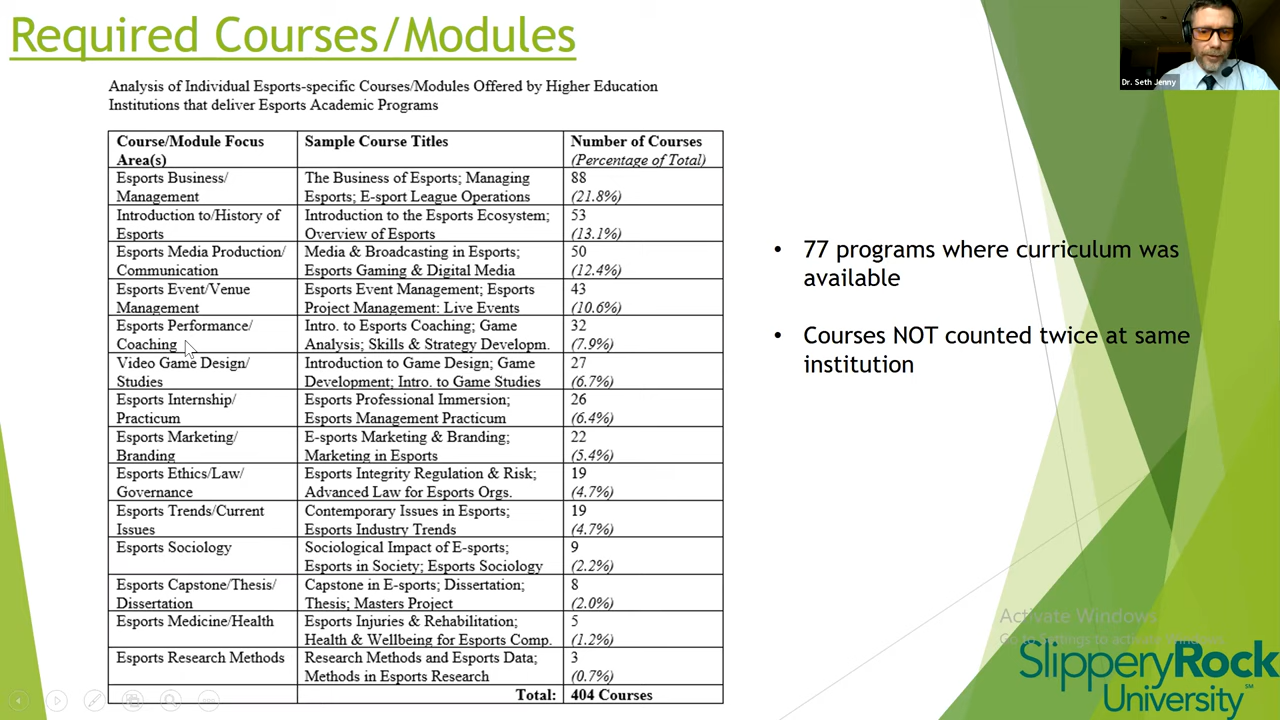 Required Courses/Modules
Dr. Seth Jenny
Analysis of Individual Esports-specific Courses/Modules Offered by Higher Education
Institutions that deliver Esports Academic Programs
Course/Module Focus
Area(s)
Sample Course Titles
Number of Courses
(Percentage of Total)
Esports Business/
Management
The Business of Esports; Managing
Esports; E-sport League Operations
88
(21.8%)
Introduction to/History of
Esports
Introduction to the Esports Ecosystem;
Overview of Esports
53
(13.1%)
Esports Media Production/
Communication
Media & Broadcasting in Esports;
Esports Gaming & Digital Media
50
(12.4%)
Esports Event/Venue
Management
Esports Event Management; Esports
Project Management: Live Events
43
(10.6%)
Esports Performance/
Coaching
Intro. to Esports Coaching; Game
Analysis; Skills & Strategy Developm.
32
(7.9%)
Video Game Design/
Studies
Introduction to Game Design; Game
Development; Intro. to Game Studies
27
(6.7%)
Esports Internship/
Practicum
Esports Professional Immersion;
Esports Management Practicum
26
(6.4%)
Esports Marketing/
Branding
E-sports Marketing & Branding;
Marketing in Esports
22
(5.4%)
Esports Ethics/Law/
Governance
Esports Integrity Regulation & Risk;
Advanced Law for Esports Orgs.
19
(4.7%)
Esports Trends/Current
Issues
Contemporary Issues in Esports;
Esports Industry Trends
19
(4.7%)
Esports Sociology
Sociological Impact of E-sports;
Esports in Society; Esports Sociology
9
(2.2%)
Esports Capstone/Thesis/
Dissertation
Capstone in E-sports; Dissertation;
Thesis; Masters Project
8
(2.0%)
Esports Medicine/Health
Esports Injuries & Rehabilitation;
Health & Wellbeing for Esports Comp.
5
(1.2%)
Esports Research Methods
Research Methods and Esports Data;
Methods in Esports Research
3
(0.7%)
Total:
404 Courses
• 77 programs where curriculum was
available
• Courses NOT counted twice at same
institution
Activate Windows
Go to Settings to activate Windows.
SlipperyRock
University
SM